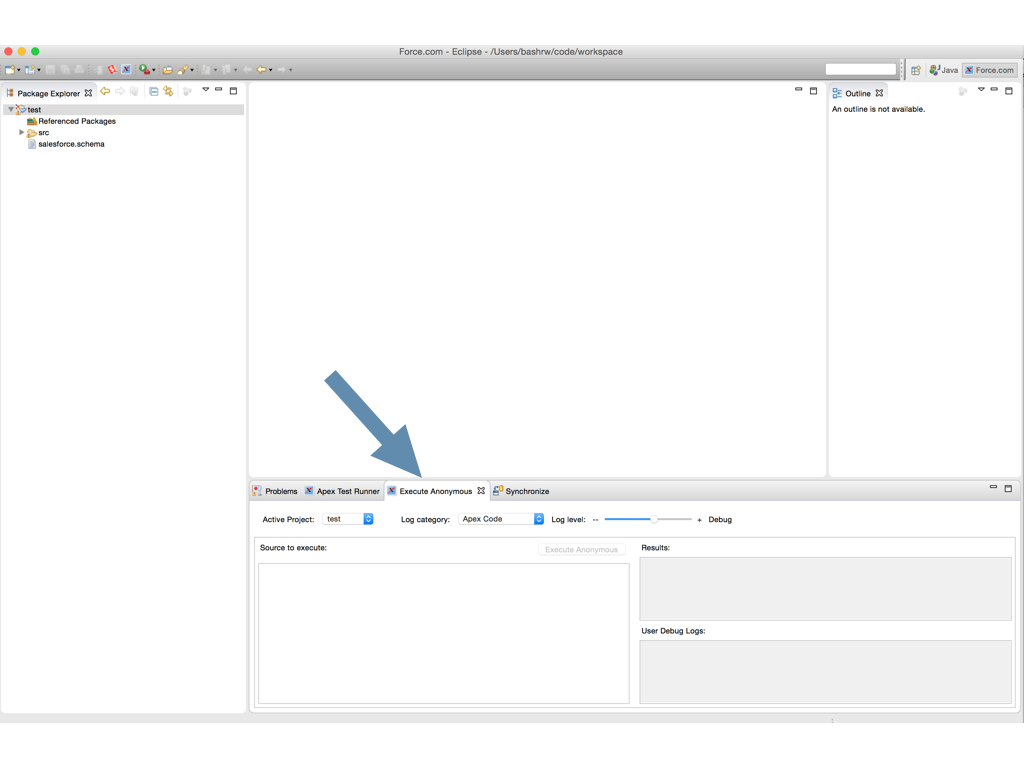 Force.com - Eclipse - /Users/bashrw/code/workspace
Java Force.com
Package Explorer
test
Referenced Packages
src
salesforce.schema
Outline
An outline is not available.
Problems Apex Test Runner Execute Anonymous Synchronize
Active Project: test Log category: Apex Code Log level: -- + Debug
Source to execute: Execute Anonymous
Results:
User Debug Logs: